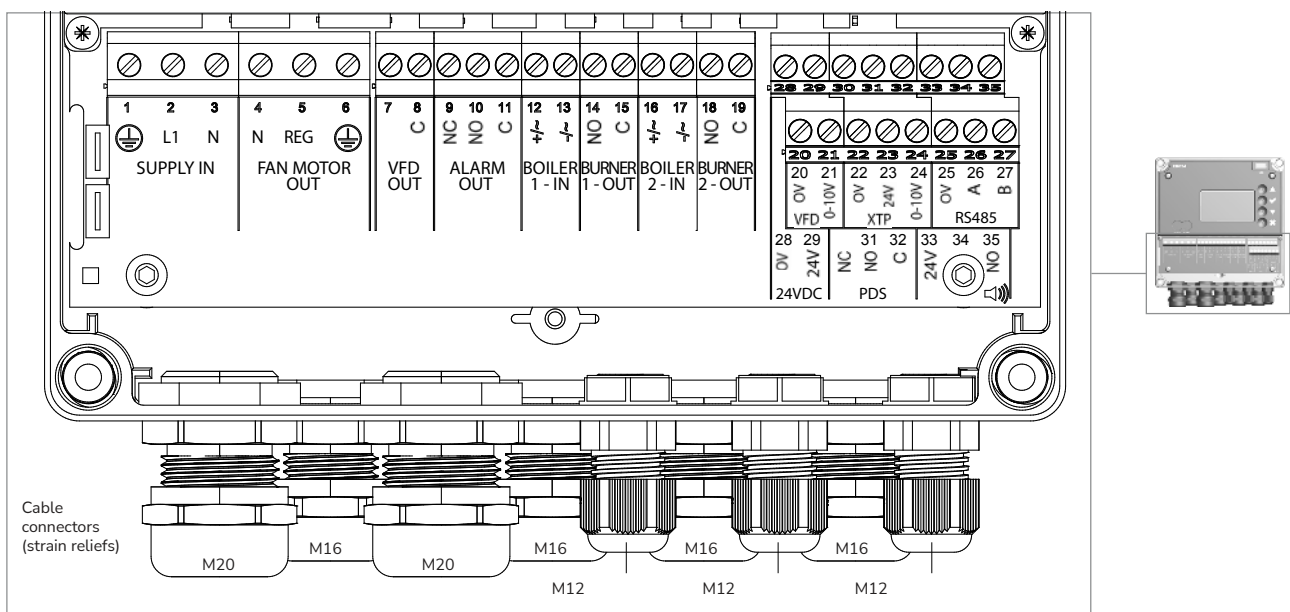 28 29 30 31 32 33 34 35
1 2 3 4 5 6 7 8 9 10 11 12 13 14 15 16 17 18 19
L1 N N REG C NC NO C +/~ -/~ NO C +/~ -/~ NO C
SUPPLY IN
FAN MOTOR
OUT
VFD
OUT
ALARM
OUT
BOILER
1 - IN
BURNER
1 - OUT
BOILER
2 - IN
BURNER
2 - OUT
20 21 22 23 24 25 26 27
20 21 22 23 24 25 26 27
0V 0-10V 0V 24V 0-10V 0V A B
VFD XTP RS485
28 29 31 32 33 34 35
0V 24V NC NO C 24V NO
24VDC PDS
Cable
connectors
(strain reliefs)
M20 M16 M20 M16 M16 M16
M12 M12 M12